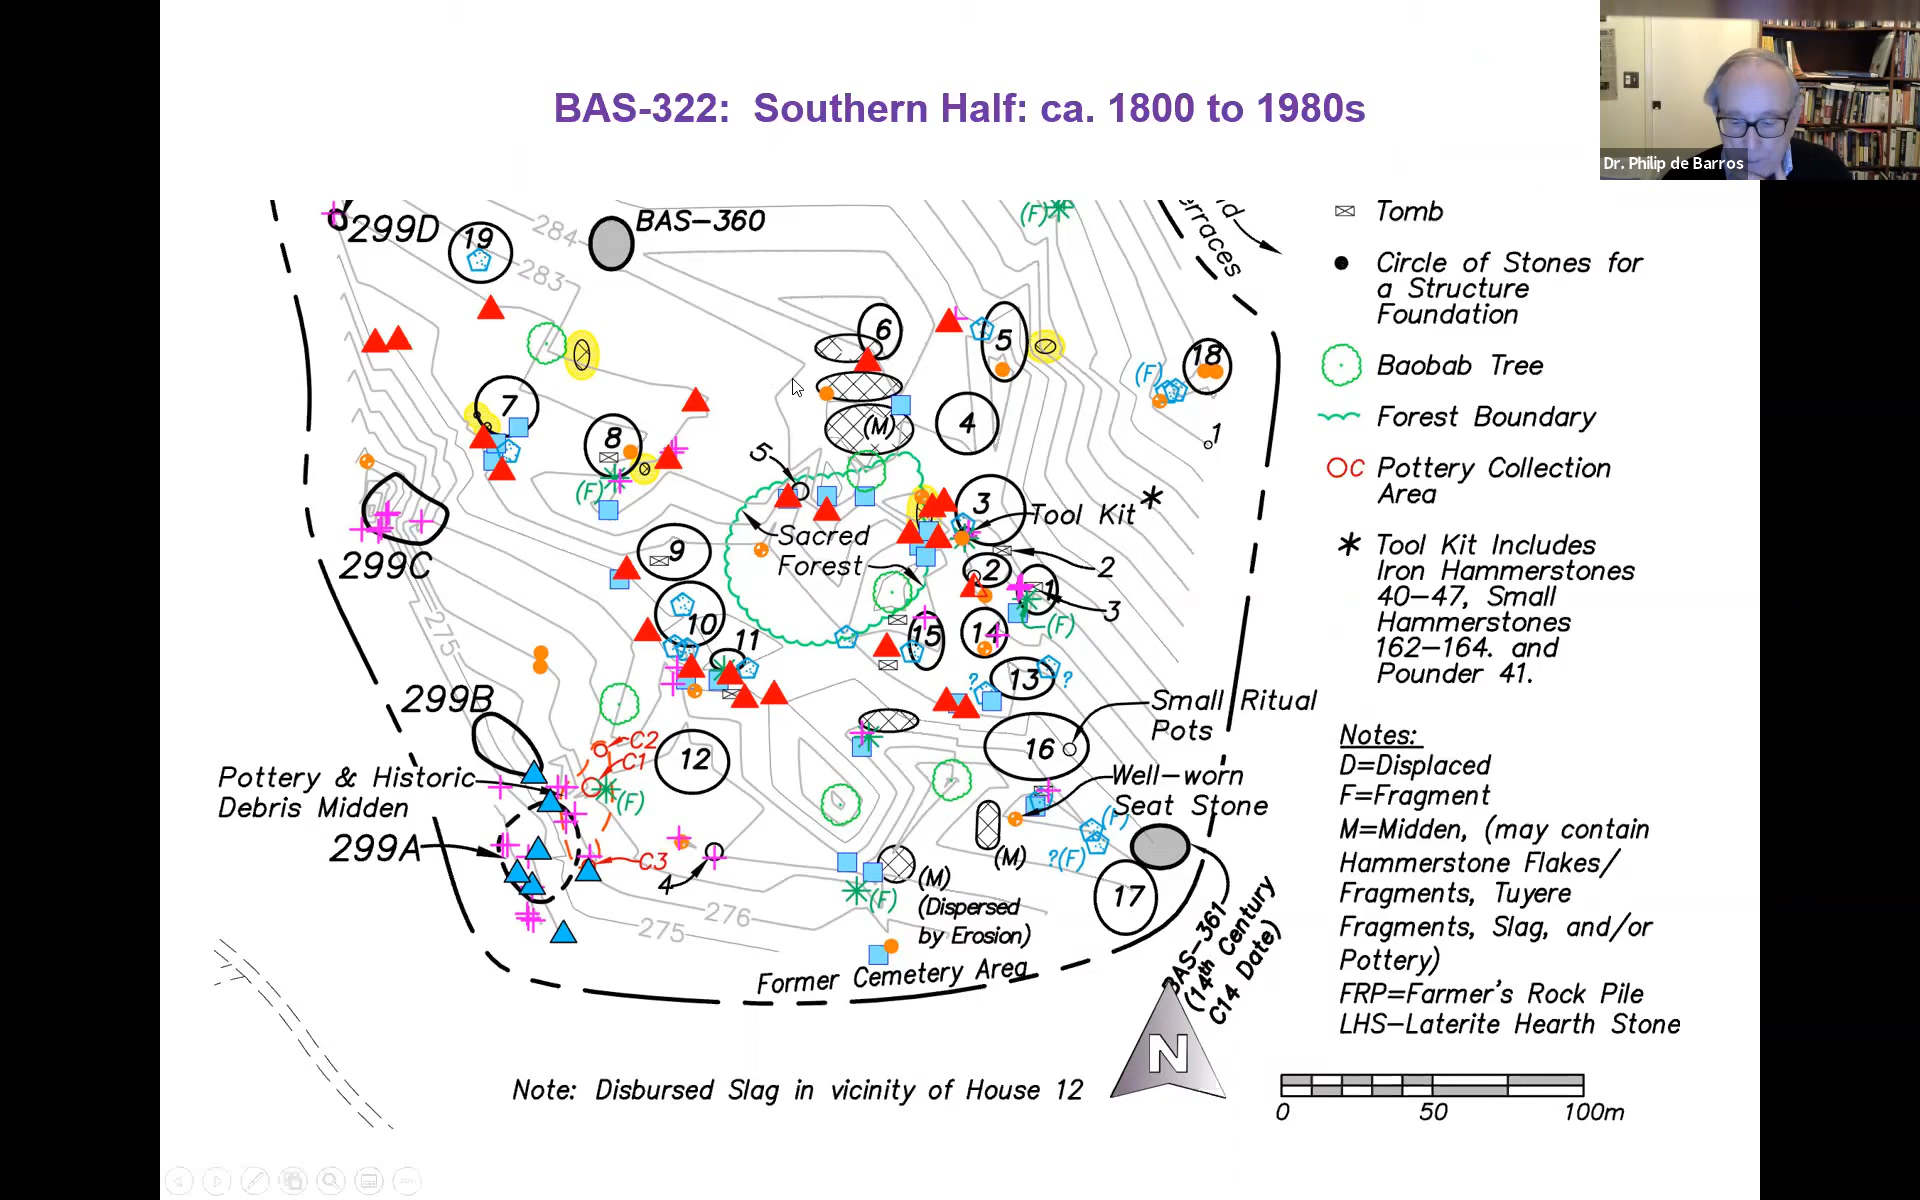 BAS-322:  Southern Half: ca. 1800 to 1980s
Dr. Philip de Barros
299D
19
284
283
BAS-360
(F)
erraces
6
5
18
(F)
1
7
8
(F)
(M)
4
5
3
Tool Kit*
Sacred
Forest
299C
9
2
2
1
3
(F)
10
11
15
14
13
?
?
275
299B
Small Ritual
Pots
16
C2
C1
12
Pottery & Historic
Debris Midden
(F)
Well-worn
Seat Stone
(F)
?(F)
299A
C3
4
(M)
(M)
(F)
(Dispersed
by Erosion)
17
276
275
Former Cemetery Area
BAS-361
(14th Century
C14 Date)
N
Note: Disbursed Slag in vicinity of House 12
Tomb
Circle of Stones for
a Structure
Foundation
Baobab Tree
Forest Boundary
C Pottery Collection
Area
* Tool Kit Includes
Iron Hammerstones
40-47, Small
Hammerstones
162-164. and
Pounder 41.
Notes:
D=Displaced
F=Fragment
M=Midden, (may contain
Hammerstone Flakes/
Fragments, Tuyere
Fragments, Slag, and/or
Pottery)
FRP=Farmer's Rock Pile
LHS-Laterite Hearth Stone
0 50 100m